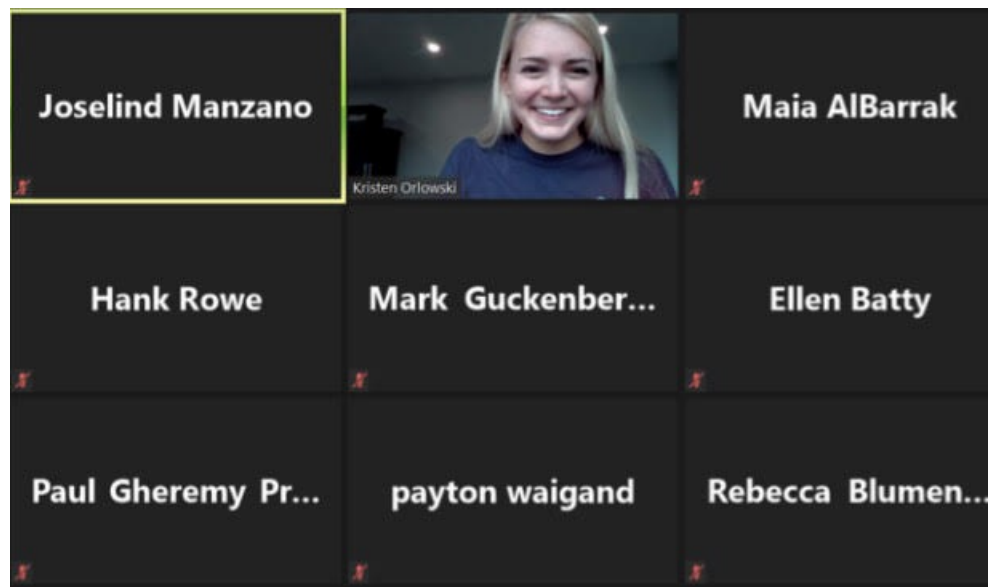 Joselind Manzano
Kristen Orlowski
Maia AlBarrak
Hank Rowe
Mark Guckenber...
Ellen Batty
Paul Gheremy Pr...
payton waigand
Rebecca Blumen...